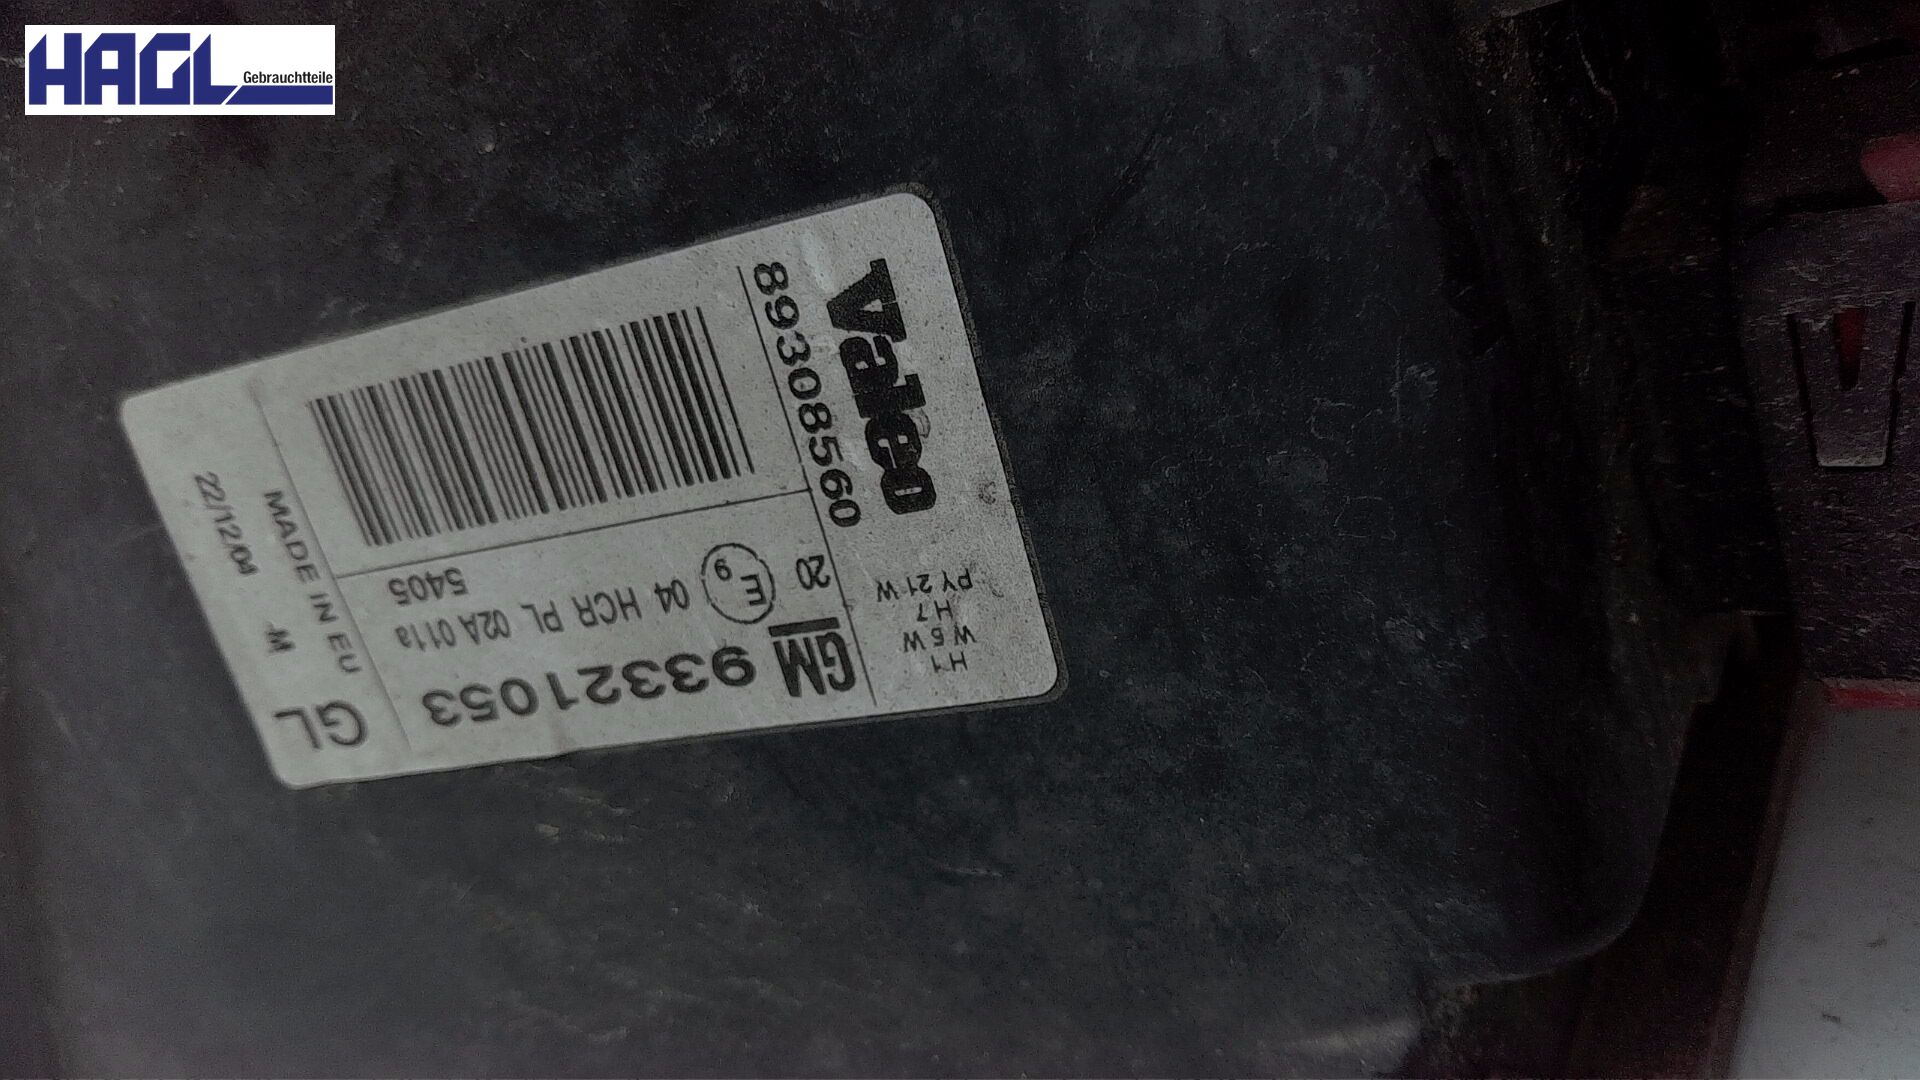 HAGL
Gebrauchtteile
Valeo
89308560
H1
W5W
H7
PY21W
GM 93321053
20 E9 04 HCR PL 02A 011a
5405
GL
MADE IN EU
M
22/12/04